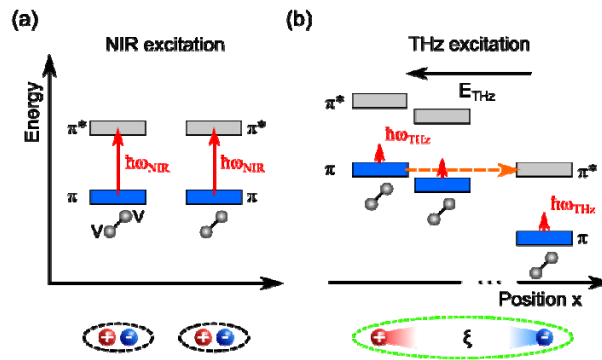 (a)
NIR excitation
Energy
π*
π*
ħω_NIR
ħω_NIR
π
π
V
V
+
−
+
−
(b)
THz excitation
E_THz
π*
ħω_THz
π
π*
ħω_THz
π
...
Position x
+
ξ
−